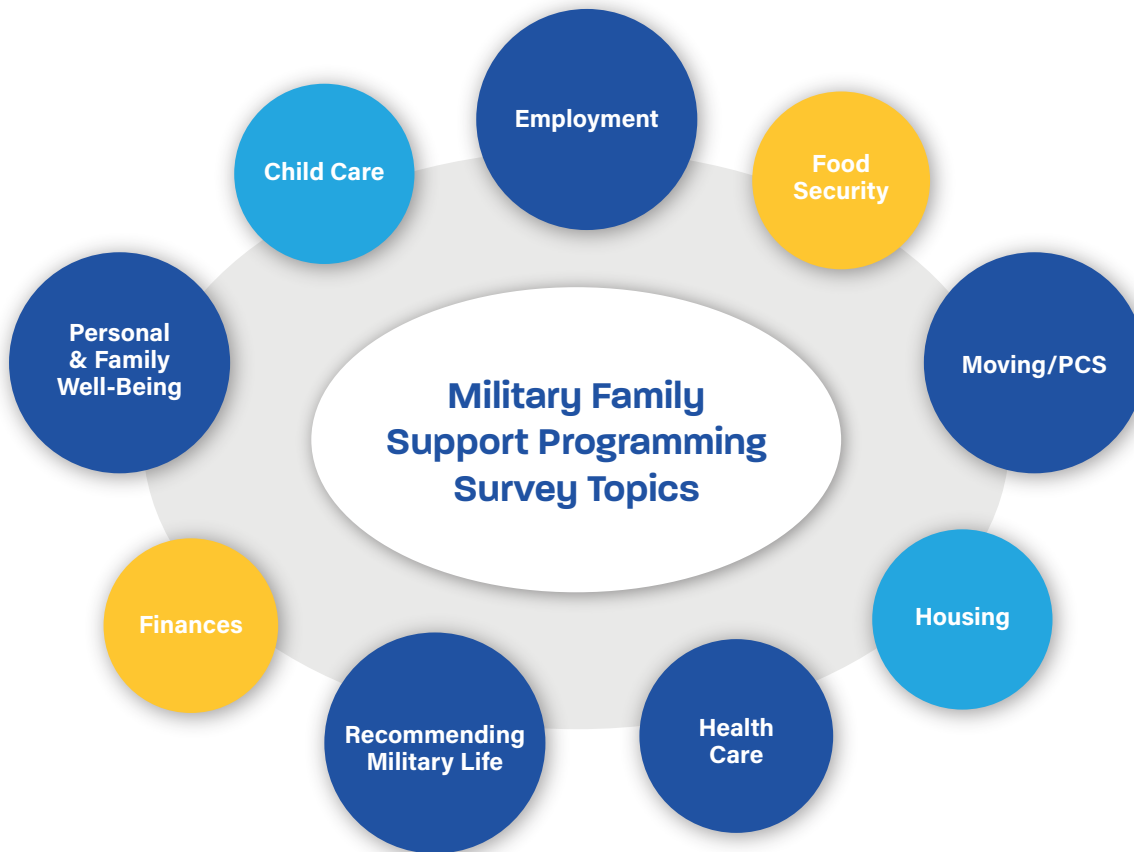 Employment
Child Care
Food
Security
Personal
& Family
Well-Being
Moving/PCS
Military Family
Support Programming
Survey Topics
Finances
Housing
Recommending
Military Life
Health
Care